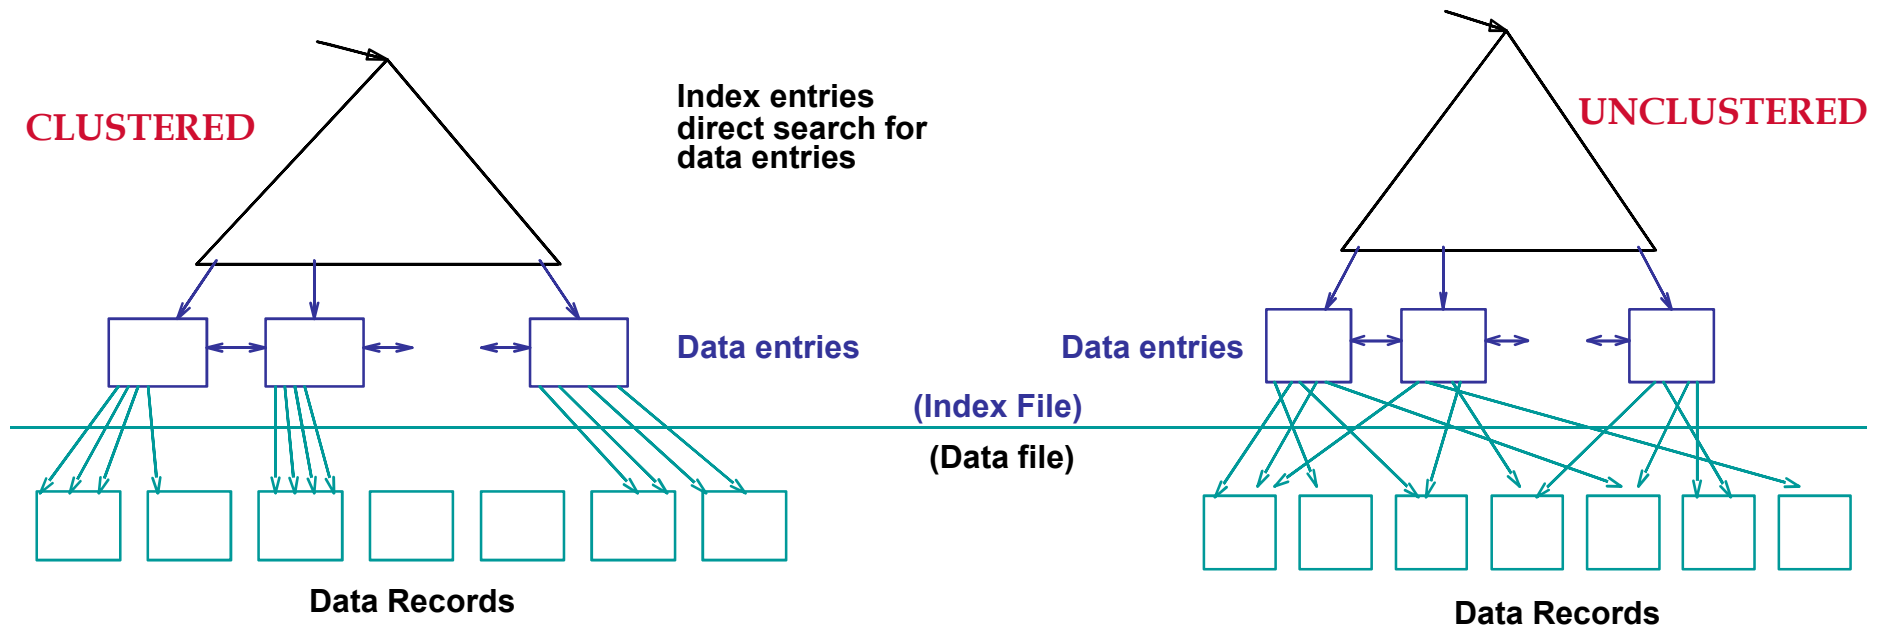 CLUSTERED
Index entries
direct search for
data entries
UNCLUSTERED
Data entries
Data entries
(Index File)
(Data file)
Data Records
Data Records